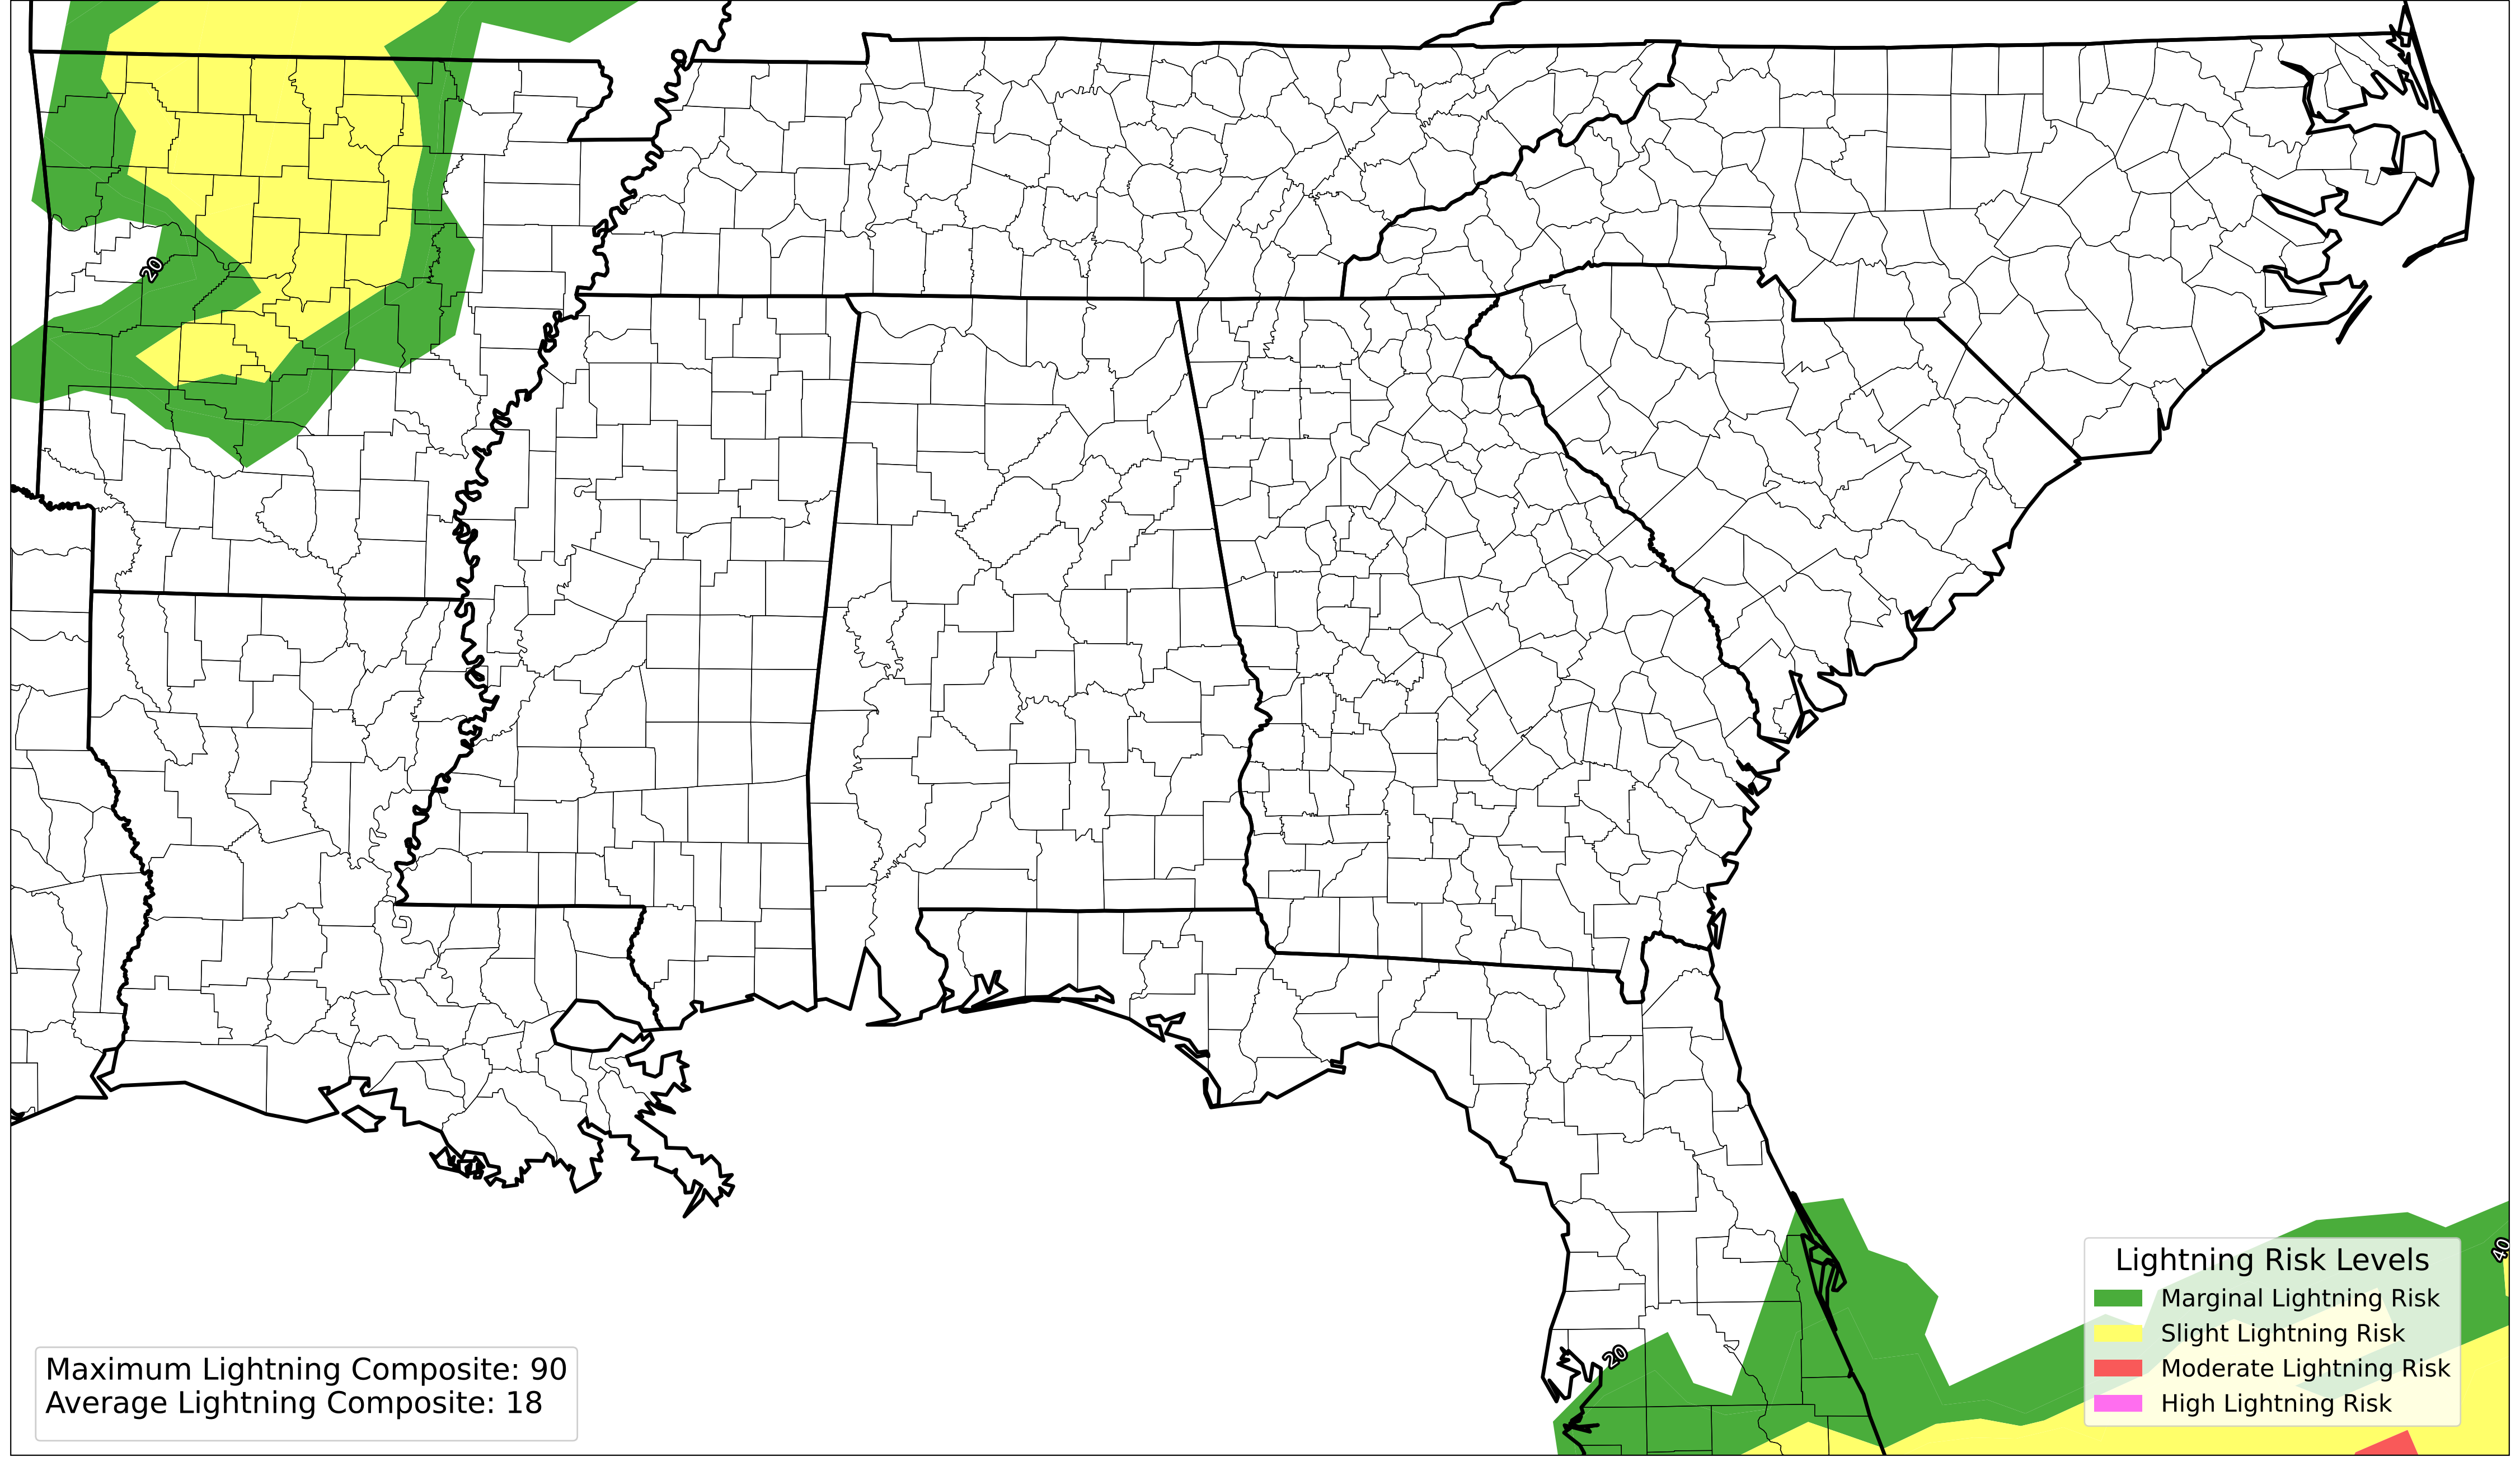 20
40
20
Lightning Risk Levels
Marginal Lightning Risk
Slight Lightning Risk
Moderate Lightning Risk
High Lightning Risk
Maximum Lightning Composite: 90
Average Lightning Composite: 18